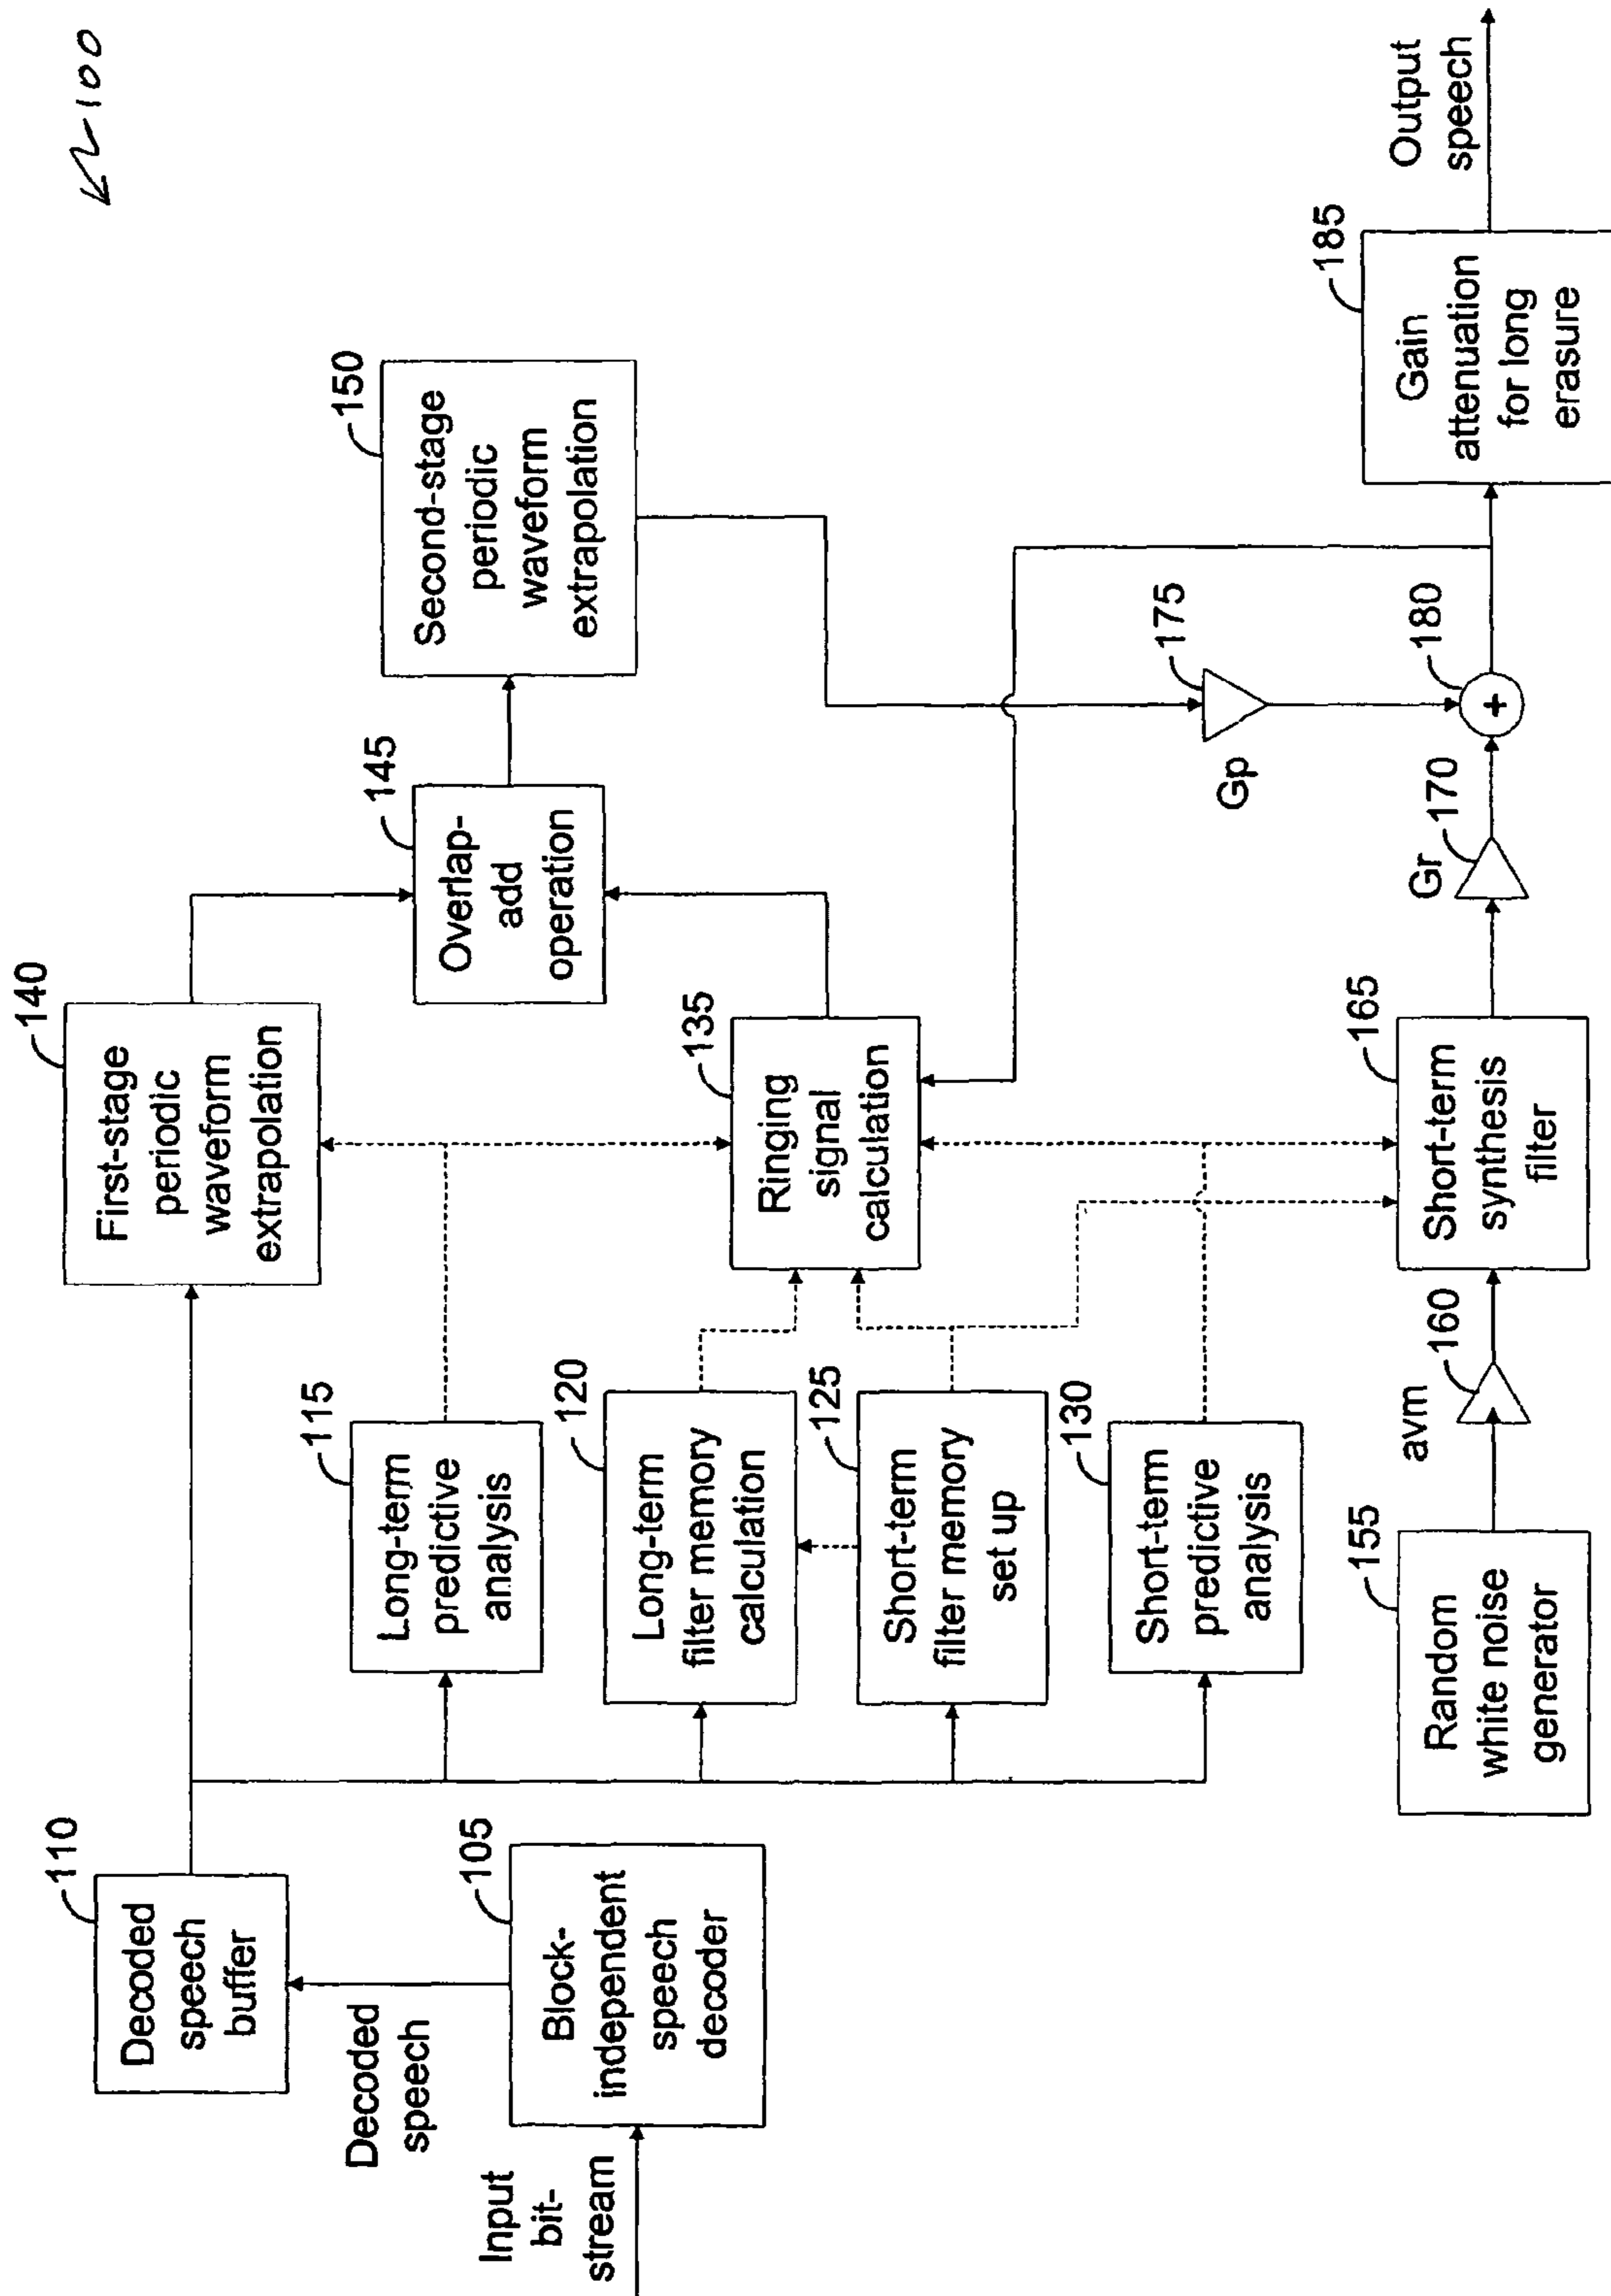 100
140
First-stage
periodic
waveform
extrapolation
110
Decoded
speech
buffer
Decoded
speech
105
Block-
independent
speech
decoder
Input
bit-
stream
115
Long-term
predictive
analysis
120
Long-term
filter memory
calculation
125
Short-term
filter memory
set up
130
Short-term
predictive
analysis
135
Ringing
signal
calculation
145
Overlap-
add
operation
150
Second-stage
periodic
waveform
extrapolation
155
Random
white noise
generator
avm
160
165
Short-term
synthesis
filter
Gr
170
Gp
175
180
+
185
Gain
attenuation
for long
erasure
Output
speech